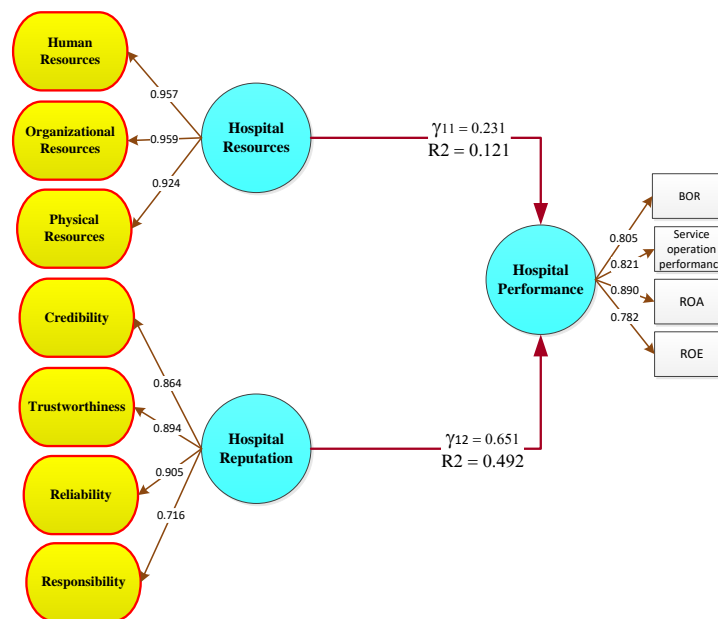 Human
Resources
0.957
Organizational
Resources
0.959
Physical
Resources
0.924
Hospital
Resources
γ11 = 0.231
R2 = 0.121
Credibility
0.864
Trustworthiness
0.894
Reliability
0.905
Responsibility
0.716
Hospital
Reputation
γ12 = 0.651
R2 = 0.492
Hospital
Performance
0.805
BOR
0.821
Service
operation
performanc
0.890
ROA
0.782
ROE